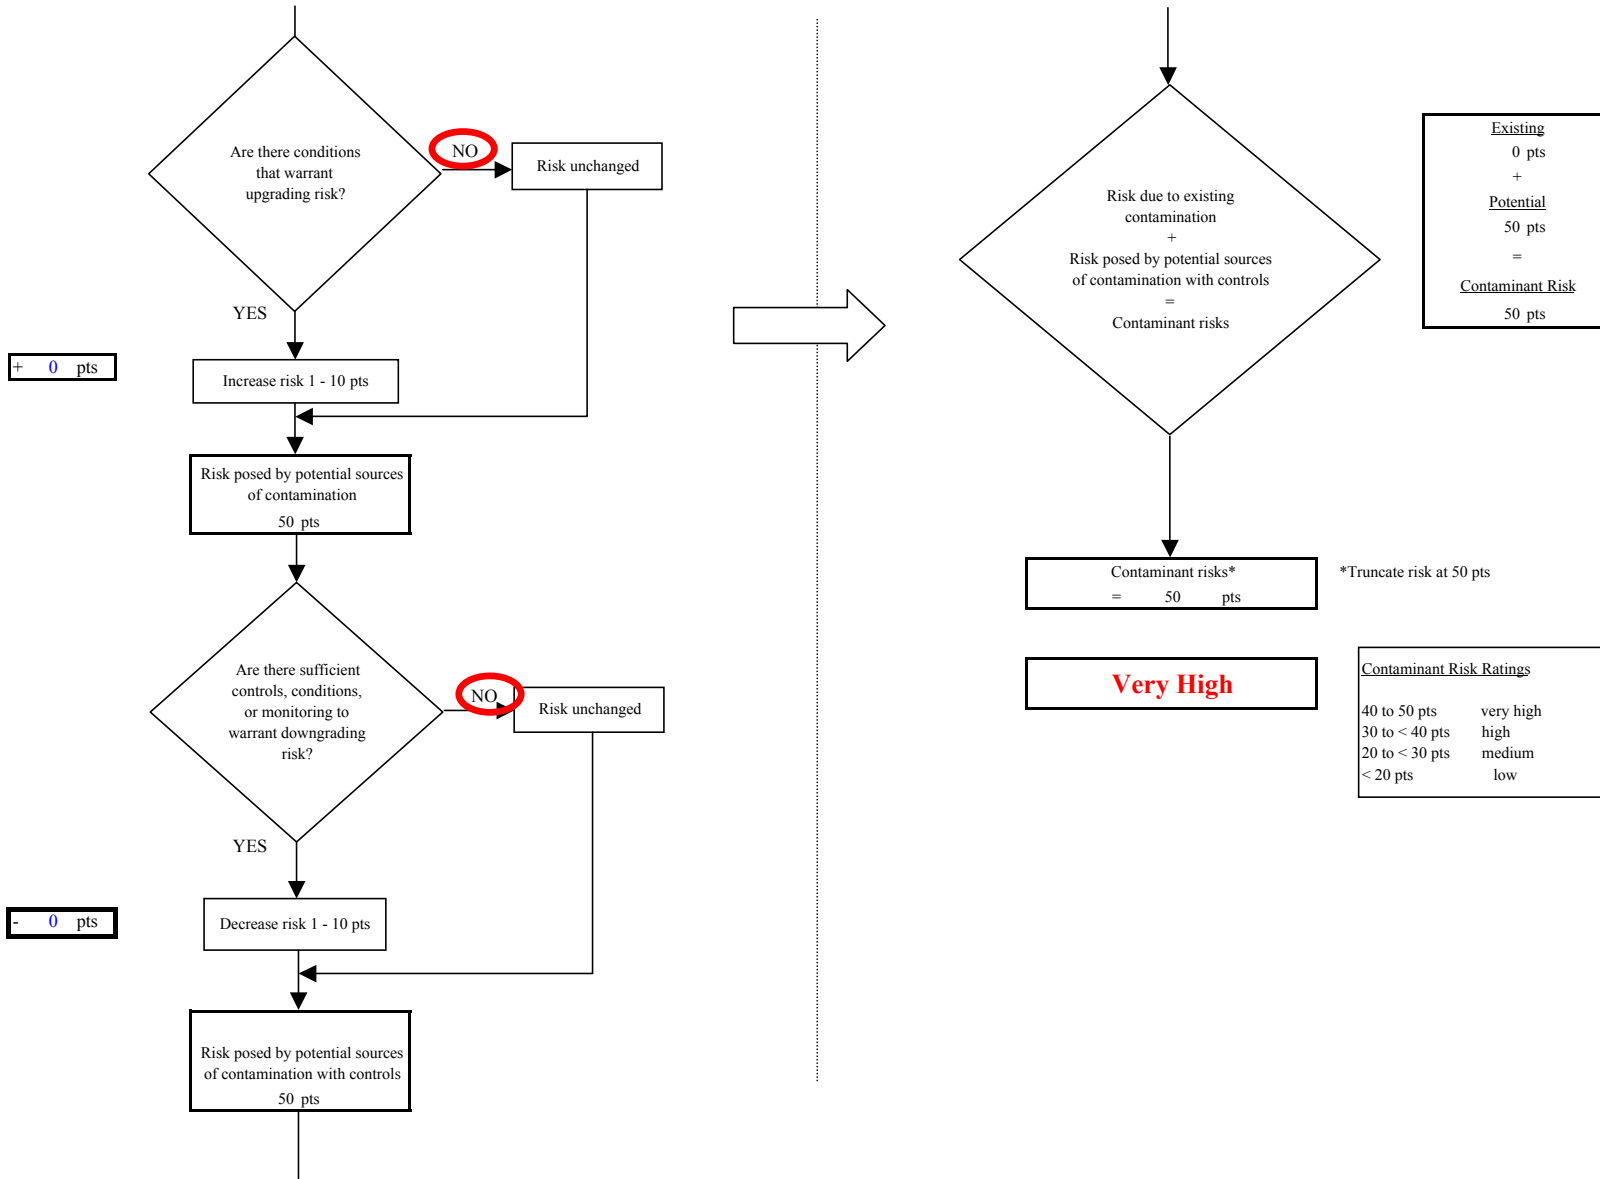 Are there conditions
that warrant
upgrading risk?
NO
Risk unchanged
YES
+ 0 pts
Increase risk 1 - 10 pts
Risk posed by potential sources
of contamination
50 pts
Are there sufficient
controls, conditions,
or monitoring to
warrant downgrading
risk?
NO
Risk unchanged
YES
- 0 pts
Decrease risk 1 - 10 pts
Risk posed by potential sources
of contamination with controls
50 pts
Risk due to existing
contamination
+
Risk posed by potential sources
of contamination with controls
=
Contaminant risks
Existing
0 pts
+
Potential
50 pts
=
Contaminant Risk
50 pts
Contaminant risks*
= 50 pts
*Truncate risk at 50 pts
Very High
Contaminant Risk Ratings
40 to 50 pts very high
30 to < 40 pts high
20 to < 30 pts medium
< 20 pts low